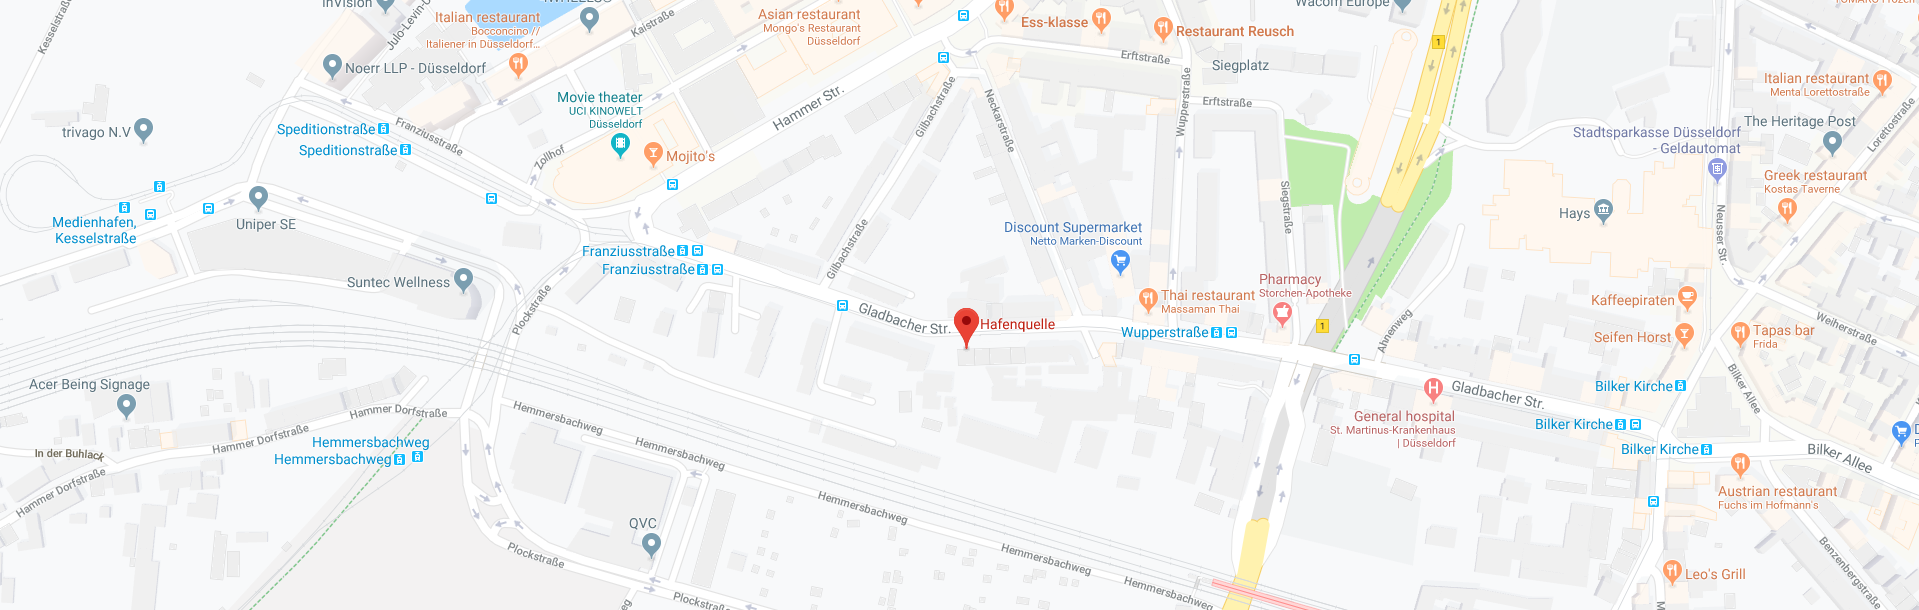 InVision
Kesselstraße
Julo-Levin-U
Italian restaurant
Bocconcino //
Italiener in Düsseldorf...
Kaistraße
Noerr LLP - Düsseldorf
trivago N.V
Speditionstraße
Speditionstraße
Franziusstraße
Movie theater
UCI KINOWELT
Düsseldorf
Mojito's
Zollhof
Asian restaurant
Mongo's Restaurant
Düsseldorf
Hammer Str.
Ess-klasse
Restaurant Reusch
Erftstraße
Siegplatz
Wacom Europe
1
Erftstraße
Gilbachstraße
Neckarstraße
Wupperstraße
Siegstraße
Italian restaurant
Menta Lorettostraße
The Heritage Post
Lorettostraße
Stadtsparkasse Düsseldorf
- Geldautomat
Greek restaurant
Kostas Taverne
Hays
Neusser Str.
Medienhafen,
Kesselstraße
Uniper SE
Franziusstraße
Franziusstraße
Gilbachstraße
Discount Supermarket
Netto Marken-Discount
Suntec Wellness
Plockstraße
Gladbacher Str.
Hafenquelle
Thai restaurant
Massaman Thai
Pharmacy
Storchen-Apotheke
Wupperstraße
1
Ahnenweg
Kaffeepiraten
Seifen Horst
Tapas bar
Frida
Weiherstraße
Acer Being Signage
Hammer Dorfstraße
Hammer Dorfstraße
In der Buhlack
Hammer Dorfstraße
Hemmersbachweg
Hemmersbachweg
Hemmersbachweg
Hemmersbachweg
Hemmersbachweg
Hemmersbachweg
Hemmersbachweg
H
General hospital
St. Martinus-Krankenhaus
| Düsseldorf
Gladbacher Str.
Bilker Kirche
Bilker Kirche
Bilker Kirche
Bilker Allee
Bilker Allee
Austrian restaurant
Fuchs im Hofmann's
QVC
Plockstraße
Plockstraße
Leo's Grill
Benzenbergstraße